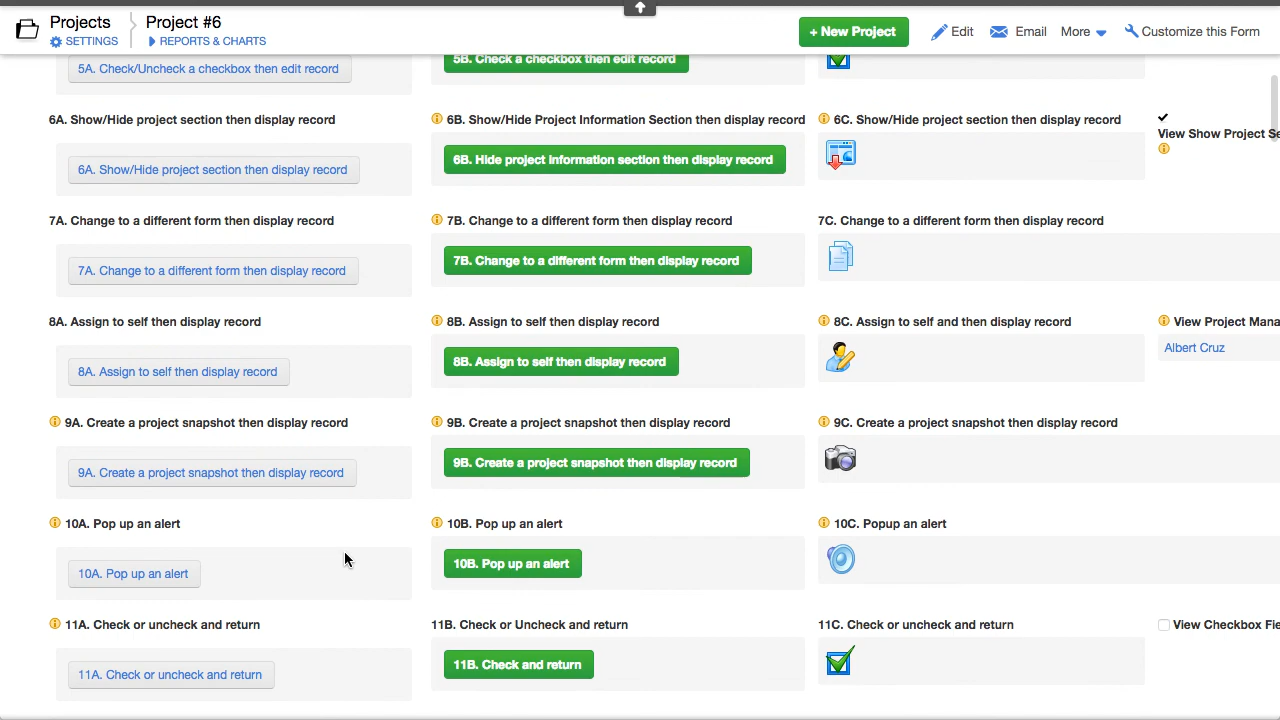 Projects
Project #6
SETTINGS
REPORTS & CHARTS
+ New Project
Edit
Email
More
Customize this Form
5A. Check/Uncheck a checkbox then edit record
5B. Check a checkbox then edit record
6A. Show/Hide project section then display record
6B. Show/Hide Project Information Section then display record
6C. Show/Hide project section then display record
View Show Project S
6A. Show/Hide project section then display record
6B. Hide project information section then display record
7A. Change to a different form then display record
7B. Change to a different form then display record
7C. Change to a different form then display record
7A. Change to a different form then display record
7B. Change to a different form then display record
8A. Assign to self then display record
8B. Assign to self then display record
8C. Assign to self and then display record
View Project Mana
8A. Assign to self then display record
8B. Assign to self then display record
Albert Cruz
9A. Create a project snapshot then display record
9B. Create a project snapshot then display record
9C. Create a project snapshot then display record
9A. Create a project snapshot then display record
9B. Create a project snapshot then display record
10A. Pop up an alert
10B. Pop up an alert
10C. Popup an alert
10A. Pop up an alert
10B. Pop up an alert
11A. Check or uncheck and return
11B. Check or Uncheck and return
11C. Check or uncheck and return
View Checkbox Fie
11A. Check or uncheck and return
11B. Check and return